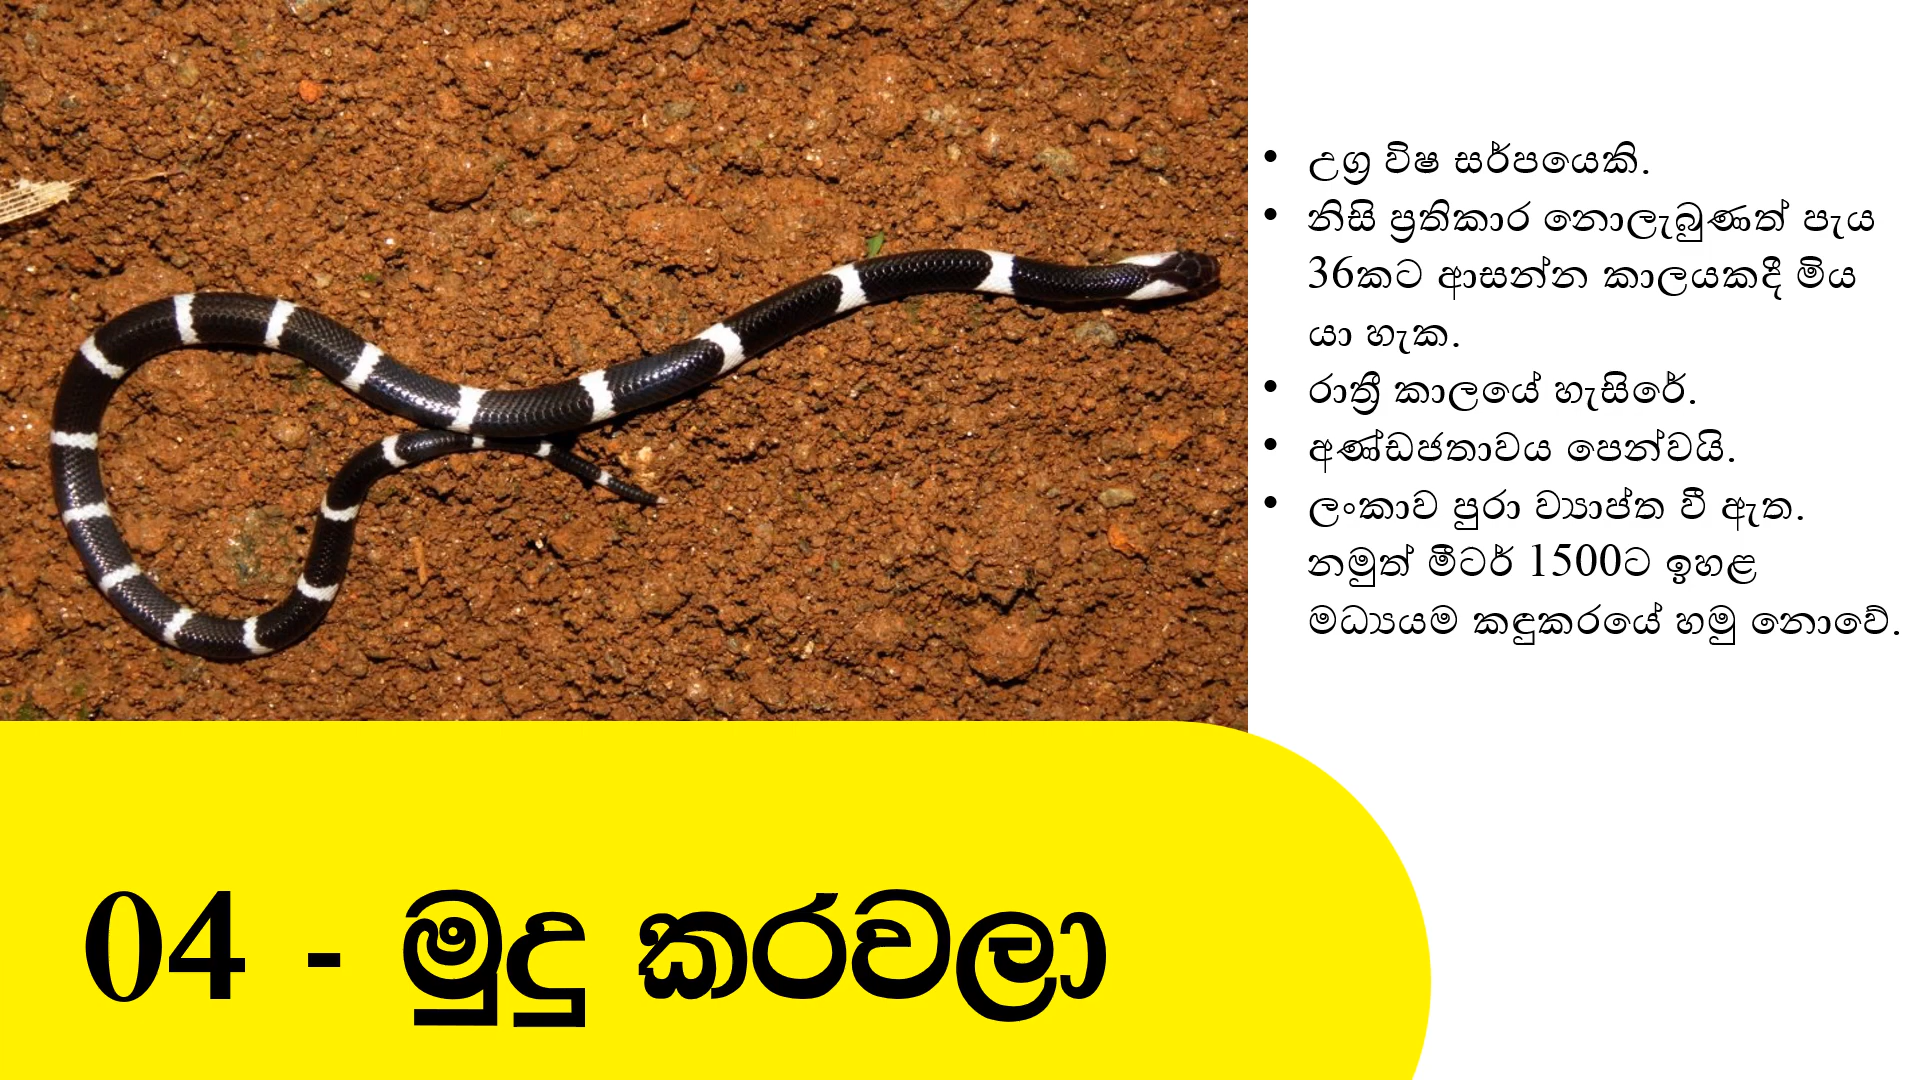 • උග්‍ර විෂ සර්පයෙකි.
• නිසි ප්‍රතිකාර නොලැබුණත් පැය
36කට ආසන්න කාලයකදී මිය
යා හැක.
• රාත්‍රී කාලයේ හැසිරේ.
• අණ්ඩජතාවය පෙන්වයි.
• ලංකාව පුරා ව්‍යාප්ත වී ඇත.
නමුත් මීටර් 1500ට ඉහළ
මධ්‍යයම කඳුකරයේ හමු නොවේ.
04 - මුදු කරවලා